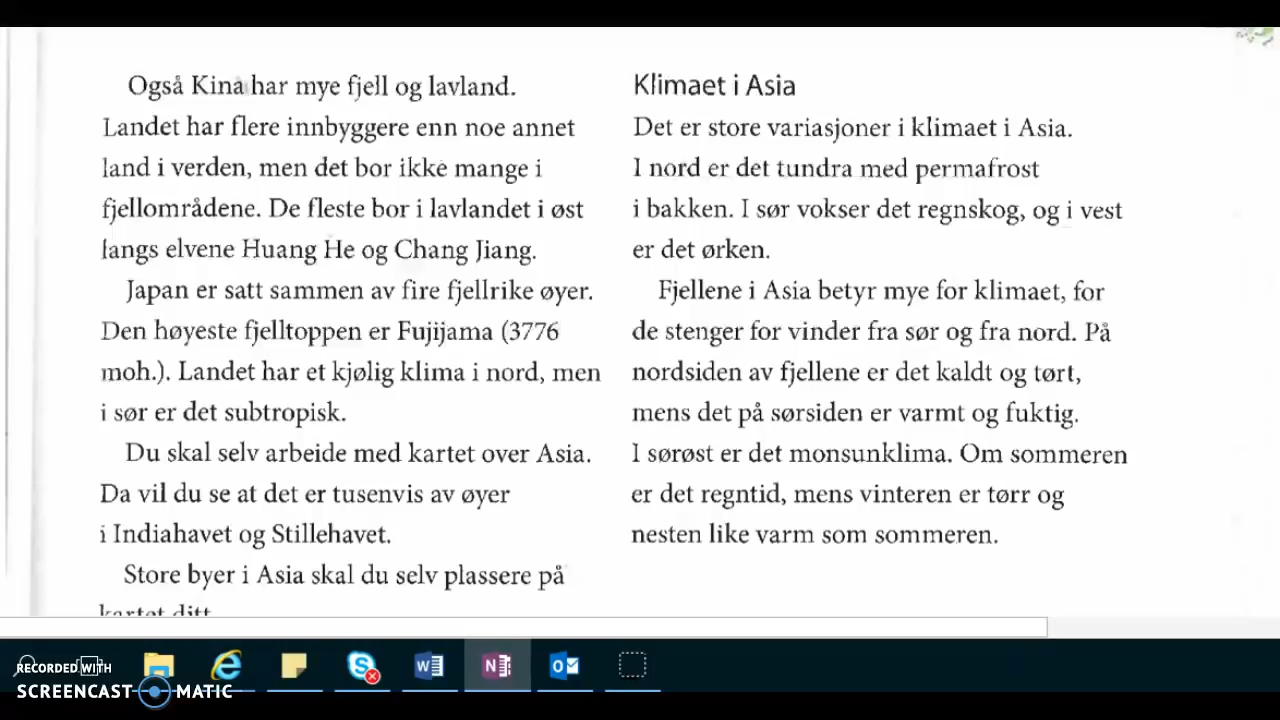 Også Kina har mye fjell og lavland.
Landet har flere innbyggere enn noe annet
land i verden, men det bor ikke mange i
fjellområdene. De fleste bor i lavlandet i øst
langs elvene Huang He og Chang Jiang.
Japan er satt sammen av fire fjellrike øyer.
Den høyeste fjelltoppen er Fujijama (3776
moh.). Landet har et kjølig klima i nord, men
i sør er det subtropisk.
Du skal selv arbeide med kartet over Asia.
Da vil du se at det er tusenvis av øyer
i Indiahavet og Stillehavet.
Store byer i Asia skal du selv plassere på
kartet ditt
Klimaet i Asia
Det er store variasjoner i klimaet i Asia.
I nord er det tundra med permafrost
i bakken. I sør vokser det regnskog, og i vest
er det ørken.
Fjellene i Asia betyr mye for klimaet, for
de stenger for vinder fra sør og fra nord. På
nordsiden av fjellene er det kaldt og tørt,
mens det på sørsiden er varmt og fuktig.
I sørøst er det monsunklima. Om sommeren
er det regntid, mens vinteren er tørr og
nesten like varm som sommeren.
RECORDED WITH
SCREENCAST MATIC